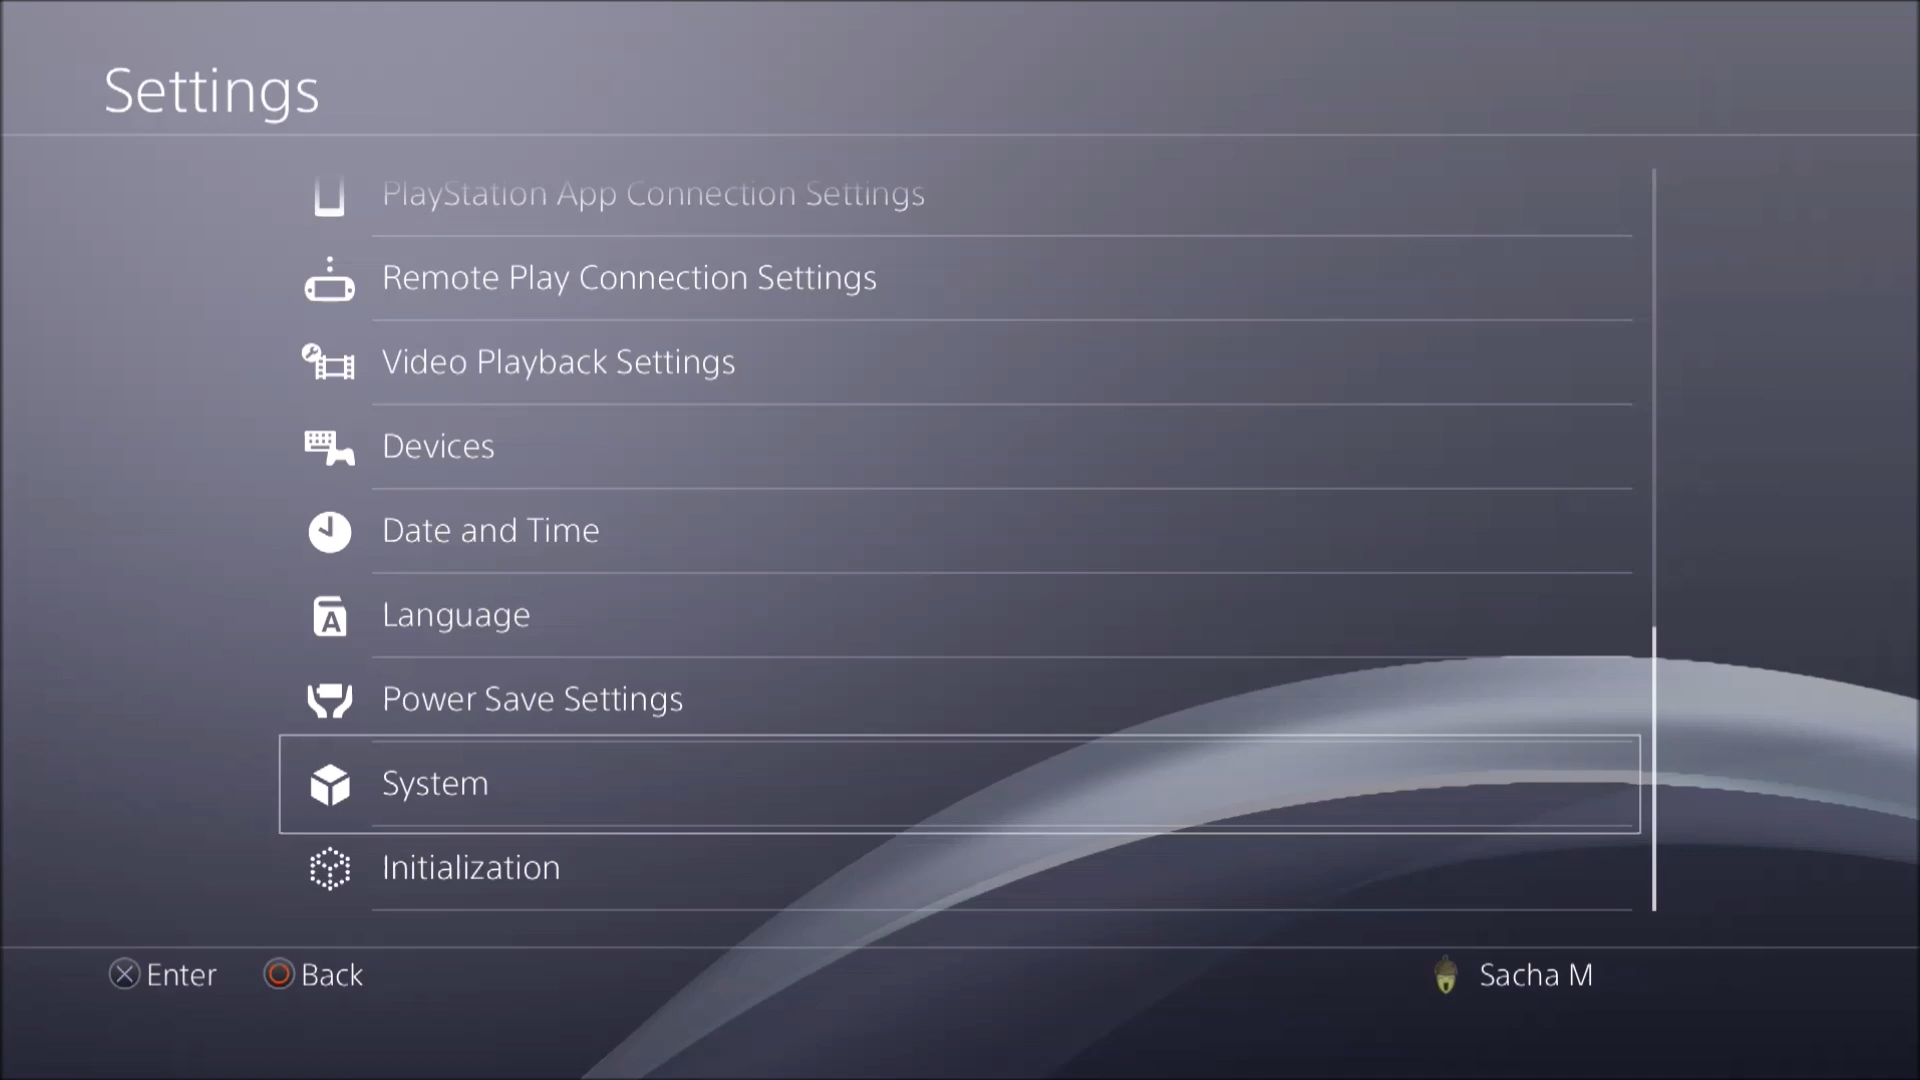 Settings
PlayStation App Connection Settings
Remote Play Connection Settings
Video Playback Settings
Devices
Date and Time
Language
Power Save Settings
System
Initialization
Enter
Back
Sacha M